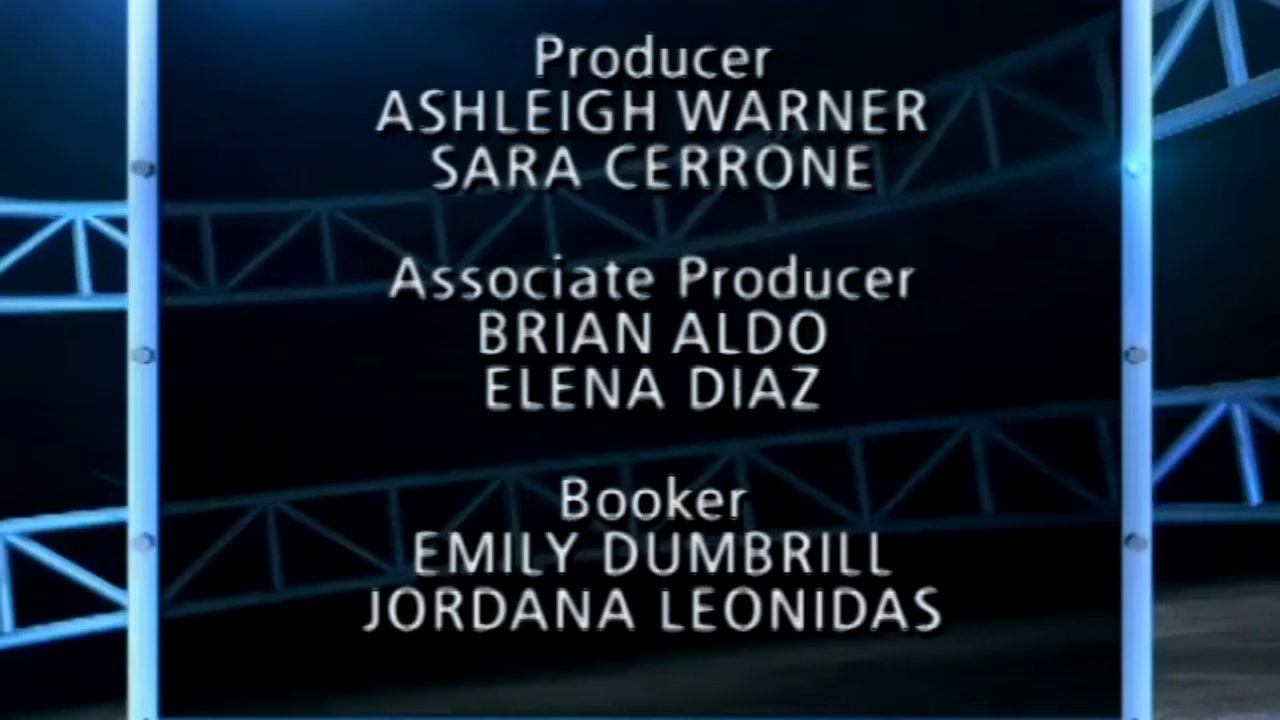 Producer
ASHLEIGH WARNER
SARA CERRONE
Associate Producer
BRIAN ALDO
ELENA DIAZ
Booker
EMILY DUMBRILL
JORDANA LEONIDAS